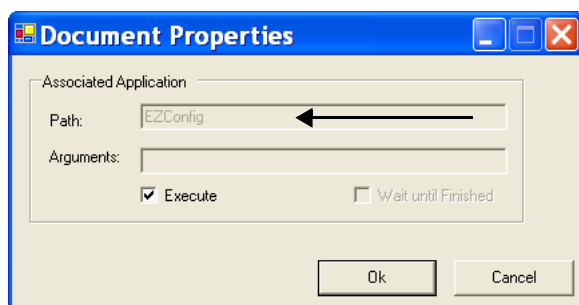 Document Properties
Associated Application
Path: EZConfig
Arguments:
Execute Wait until Finished
Ok Cancel